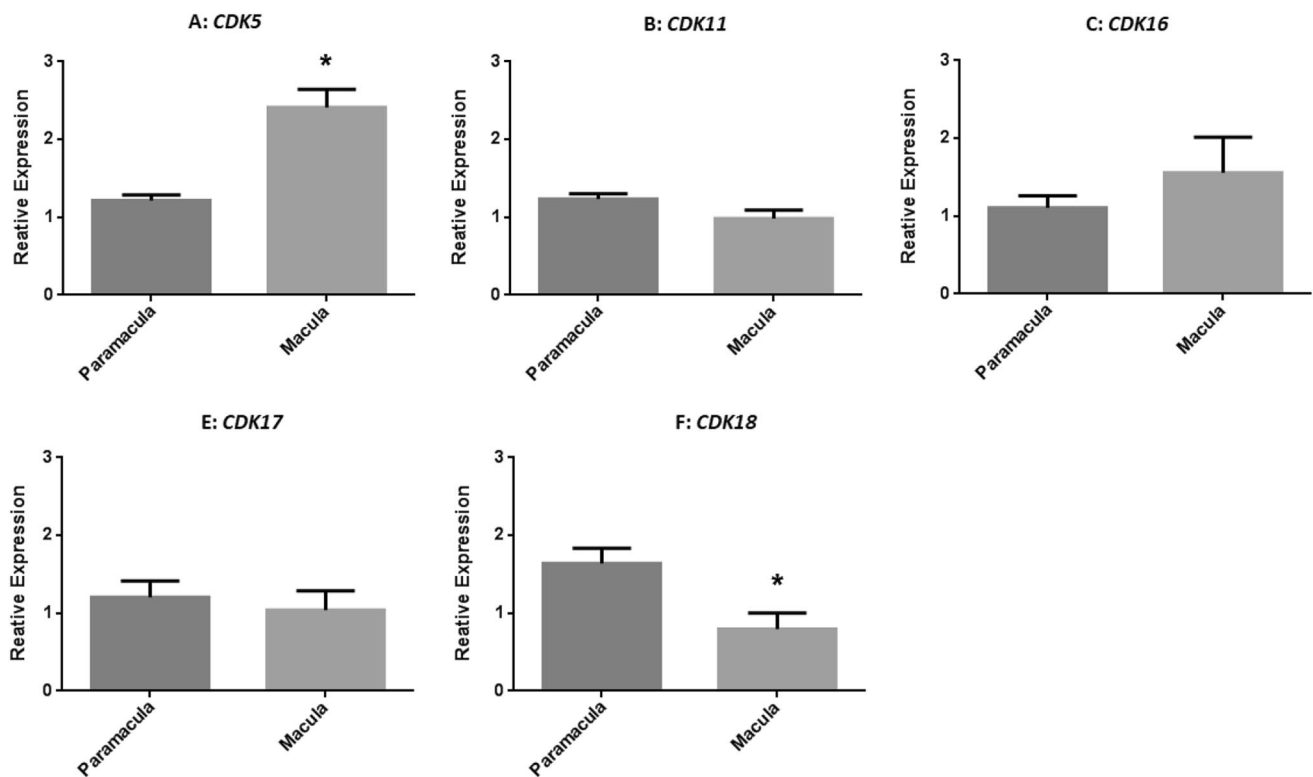 A: CDK5
3
*
2
1
0
Reative Expression
Paramacula
Macula
B: CDK11
3
2
1
0
Reative Expression
Paramacula
Macula
C: CDK16
3
2
1
0
Reative Expression
Paramacula
Macula
E: CDK17
3
2
1
0
Reative Expression
Paramacula
Macula
F: CDK18
3
2
*
1
0
Reative Expression
Paramacula
Macula